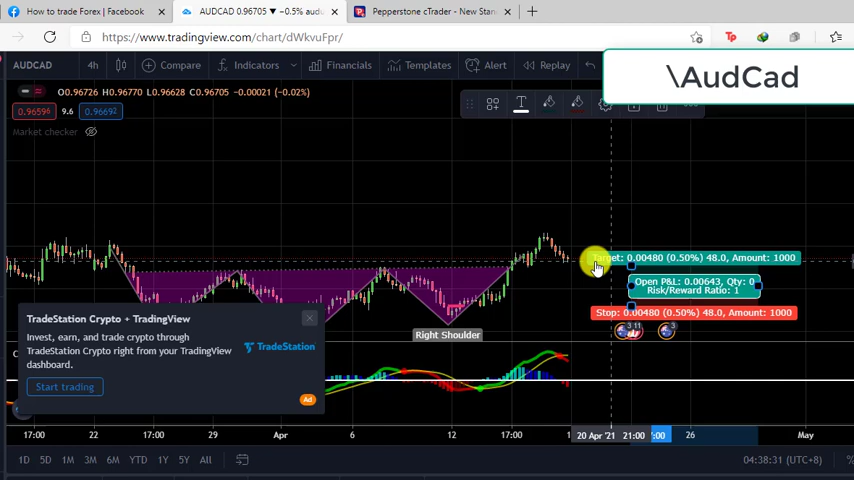 How to trade Forex | Facebook
AUDCAD 0.96705 ▼ −0.5% audu
Pepperstone cTrader - New Stan
https://www.tradingview.com/chart/dWkvuFpr/
AUDCAD 4h Compare Indicators Financials Templates Alert Replay
\AudCad
O0.96726 H0.96770 L0.96628 C0.96705 −0.00021 (−0.02%)
0.96596 9.6 0.96692
Market checker
Target: 0.00480 (0.50%) 48.0, Amount: 1000
Open P&L: 0.00643, Qty: 0
Risk/Reward Ratio: 1
Stop: 0.00480 (0.50%) 48.0, Amount: 1000
3 11 3
Right Shoulder
TradeStation Crypto + TradingView
Invest, earn, and trade crypto through
TradeStation Crypto right from your TradingView
dashboard.
TradeStation
Start trading
Ad
17:00 22 17:00 29 Apr 6 12 17:00 20 Apr '21 21:00 26 May
1D 5D 1M 3M 6M YTD 1Y 5Y All 04:38:31 (UTC+8) %